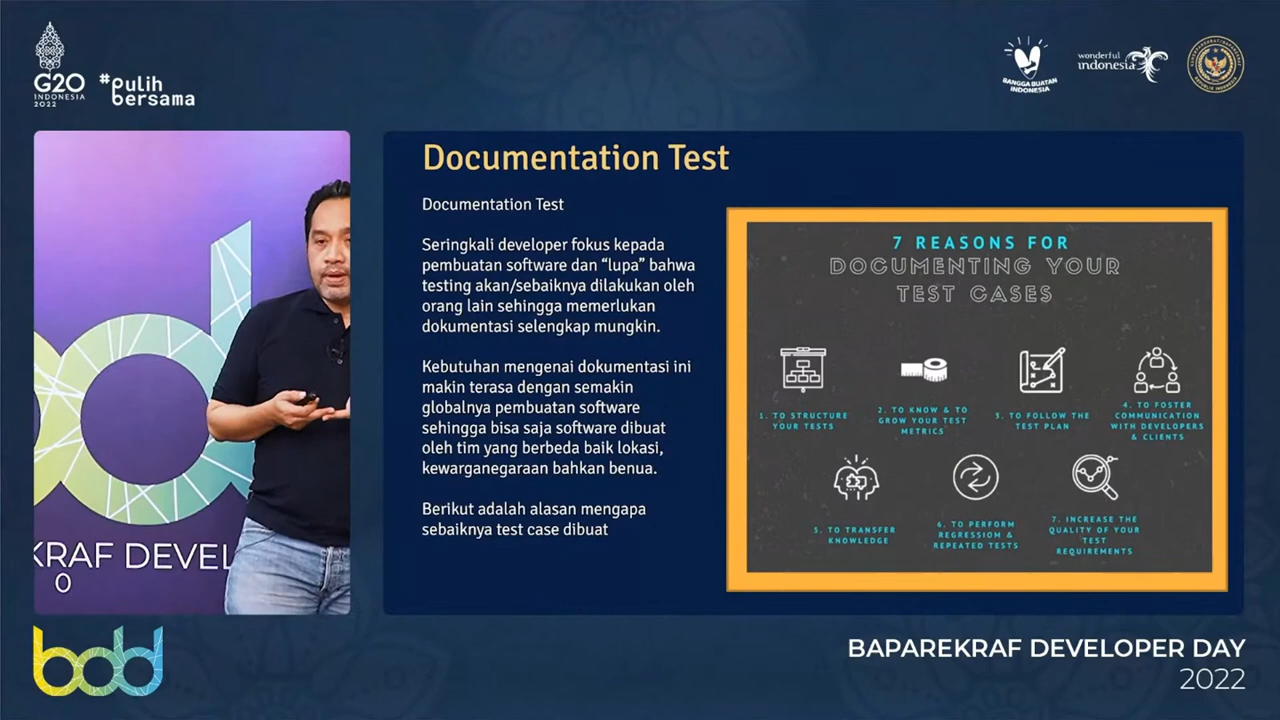 G20
INDONESIA
2022
#pulih
bersama
BANGGA BUATAN
INDONESIA
wonderful
indonesia
Documentation Test
Documentation Test
Seringkali developer fokus kepada
pembuatan software dan “lupa” bahwa
testing akan/sebaiknya dilakukan oleh
orang lain sehingga memerlukan
dokumentasi selengkap mungkin.
Kebutuhan mengenai dokumentasi ini
makin terasa dengan semakin
globalnya pembuatan software
sehingga bisa saja software dibuat
oleh tim yang berbeda baik lokasi,
kewarganegaraan bahkan benua.
Berikut adalah alasan mengapa
sebaiknya test case dibuat
7 REASONS FOR
DOCUMENTING YOUR
TEST CASES
1. TO STRUCTURE
YOUR TESTS
2. TO KNOW & TO
GROW YOUR TEST
METRICS
3. TO FOLLOW THE
TEST PLAN
4. TO FOSTER
COMMUNICATION
WITH DEVELOPERS
& CLIENTS
5. TO TRANSFER
KNOWLEDGE
6. TO PERFORM
REGRESSIOM &
REPEATED TESTS
7. INCREASE THE
QUALITY OF YOUR
TEST
REQUIREMENTS
KRAF DEVEL
0
bdd
BAPAREKRAF DEVELOPER DAY
2022